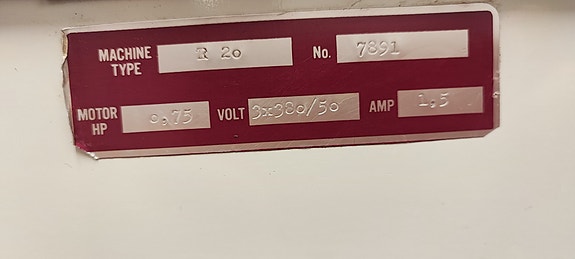 MACHINE TYPE R 20 No. 7891
MOTOR HP 0,75 VOLT 3x380/50 AMP 1,5